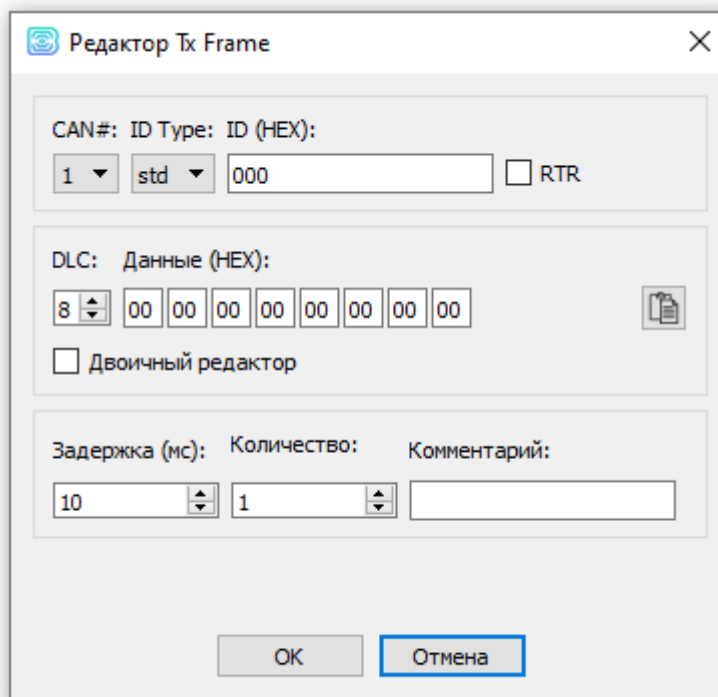 Редактор Tx Frame
CAN#: ID Type: ID (HEX):
1 std 000 RTR
DLC: Данные (HEX):
8 00 00 00 00 00 00 00 00
Двоичный редактор
Задержка (мс): Количество: Комментарий:
10 1
OK Отмена